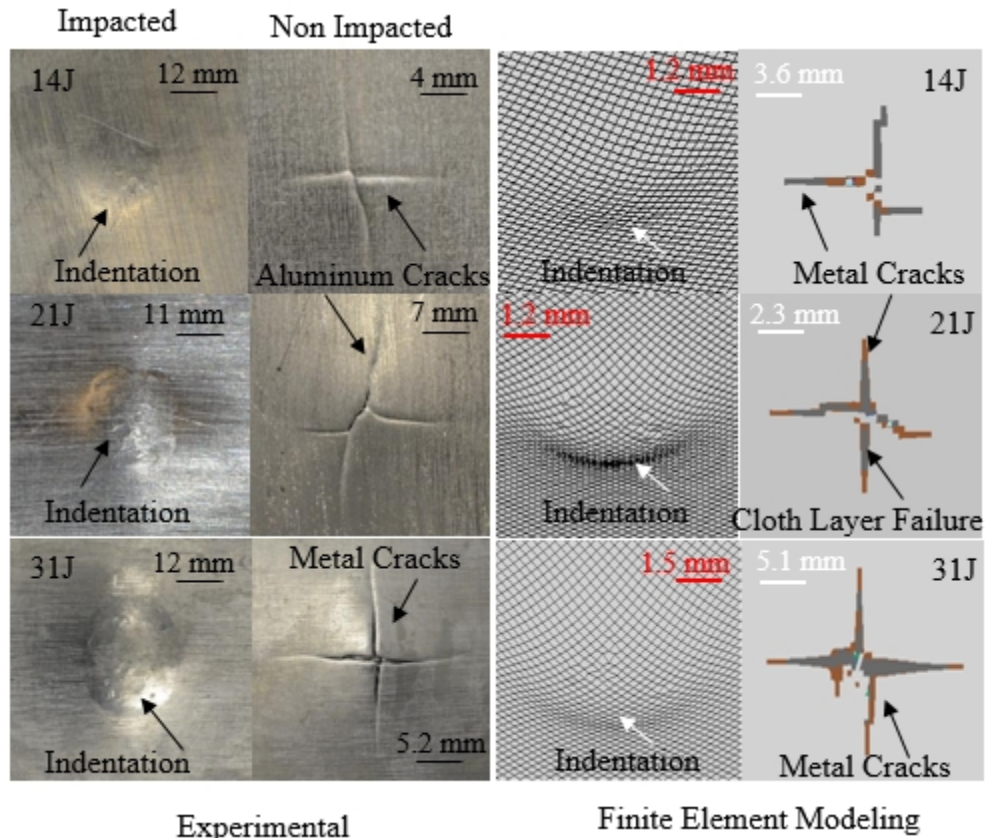 Impacted
Non Impacted
14J
12 mm
4 mm
1.2 mm
3.6 mm
14J
Indentation
Aluminum Cracks
Indentation
Metal Cracks
21J
11 mm
7 mm
1.2 mm
2.3 mm
21J
Indentation
Indentation
Cloth Layer Failure
31J
12 mm
Metal Cracks
1.5 mm
5.1 mm
31J
Indentation
5.2 mm
Indentation
Metal Cracks
Experimental
Finite Element Modeling